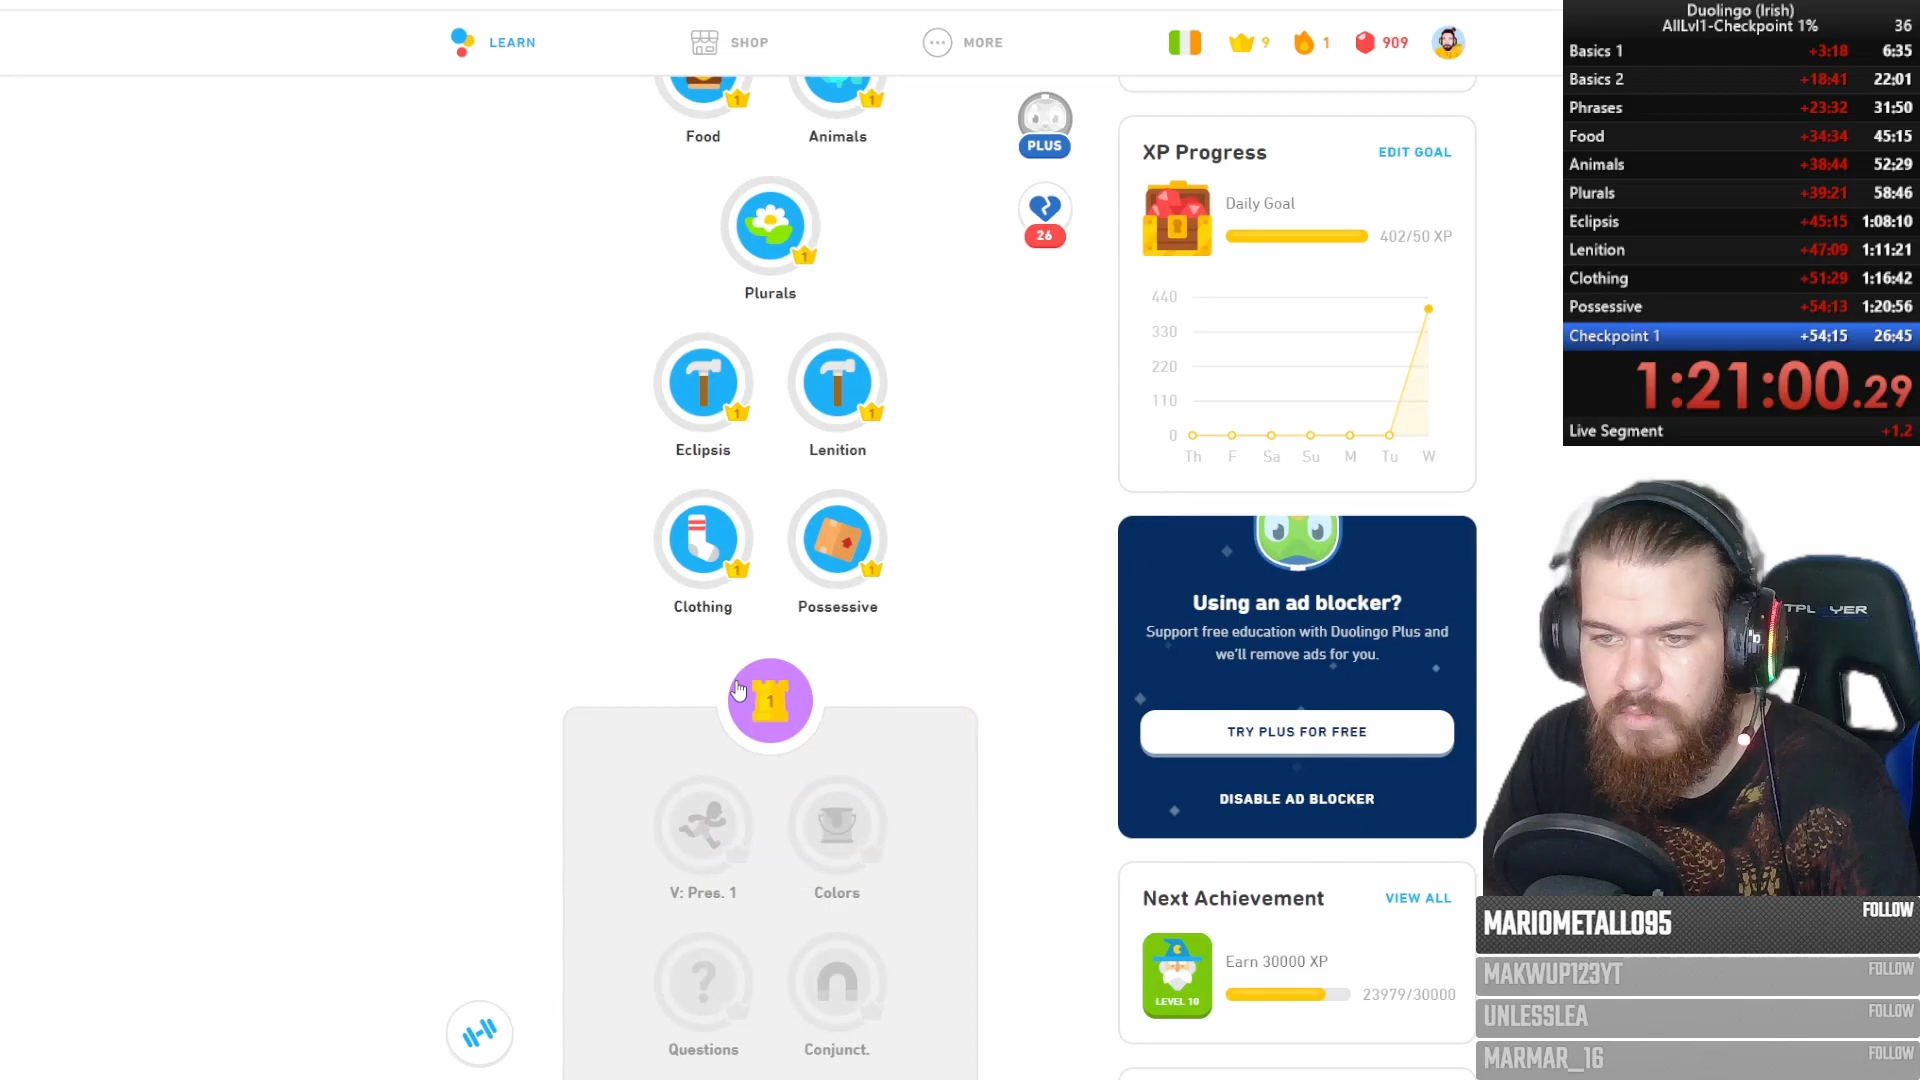 LEARN
SHOP
MORE
9
1
909
Food
Animals
Plurals
Eclipsis
Lenition
Clothing
Possessive
1
V: Pres. 1
Colors
Questions
Conjunct.
PLUS
26
XP Progress
EDIT GOAL
Daily Goal
402/50 XP
440
330
220
110
0
Th F Sa Su M Tu W
Using an ad blocker?
Support free education with Duolingo Plus and
we'll remove ads for you.
TRY PLUS FOR FREE
DISABLE AD BLOCKER
Next Achievement
VIEW ALL
LEVEL 10
Earn 30000 XP
23979/30000
Duolingo (Irish)
AllLvl1-Checkpoint 1% 36
Basics 1 +3:18 6:35
Basics 2 +18:41 22:01
Phrases +23:32 31:50
Food +34:34 45:15
Animals +38:44 52:29
Plurals +39:21 58:46
Eclipsis +45:15 1:08:10
Lenition +47:09 1:11:21
Clothing +51:29 1:16:42
Possessive +54:13 1:20:56
Checkpoint 1 +54:15 26:45
1:21:00.29
Live Segment +1.2
MARIOMETALLO95 FOLLOW
MAKWUP123YT FOLLOW
UNLESSLEA FOLLOW
MARMAR_16 FOLLOW